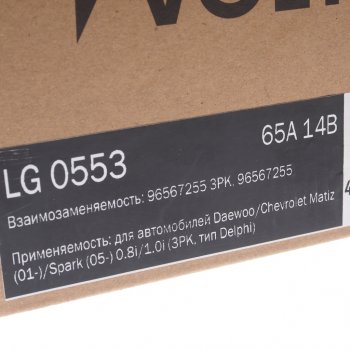 LG 0553 65A 14В
Взаимозаменяемость: 96567255 3PK. 96567255
Применяемость: для автомобилей Daewoo/Chevrolet Matiz
(01-)/Spark (05-) 0.8i/1.0i (3PK, тип Delphi)